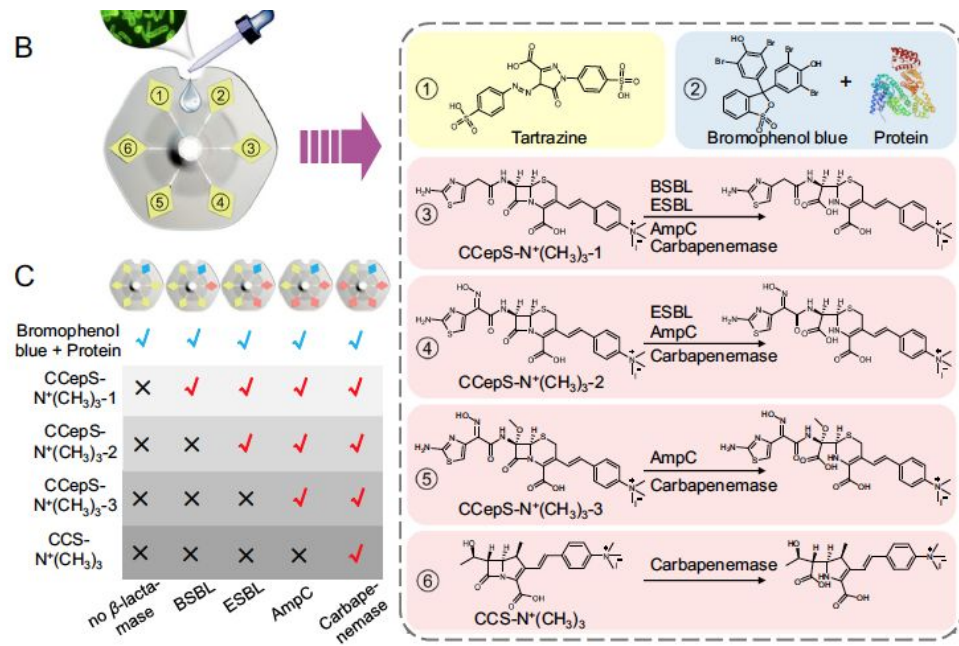 B
①
②
③
④
⑤
⑥
①
Tartrazine
②
Bromophenol blue
+
Protein
③
CCepS-N⁺(CH₃)₃-1
BSBL
ESBL
AmpC
Carbapenemase
④
CCepS-N⁺(CH₃)₃-2
ESBL
AmpC
Carbapenemase
⑤
CCepS-N⁺(CH₃)₃-3
AmpC
Carbapenemase
⑥
CCS-N⁺(CH₃)₃
Carbapenemase
C
Bromophenol
blue + Protein
√ √ √ √ √
CCepS-
N⁺(CH₃)₃-1
× √ √ √ √
CCepS-
N⁺(CH₃)₃-2
× × √ √ √
CCepS-
N⁺(CH₃)₃-3
× × × √ √
CCS-
N⁺(CH₃)₃
× × × × √
no β-lacta-
mase
BSBL
ESBL
AmpC
Carbape-
nemase